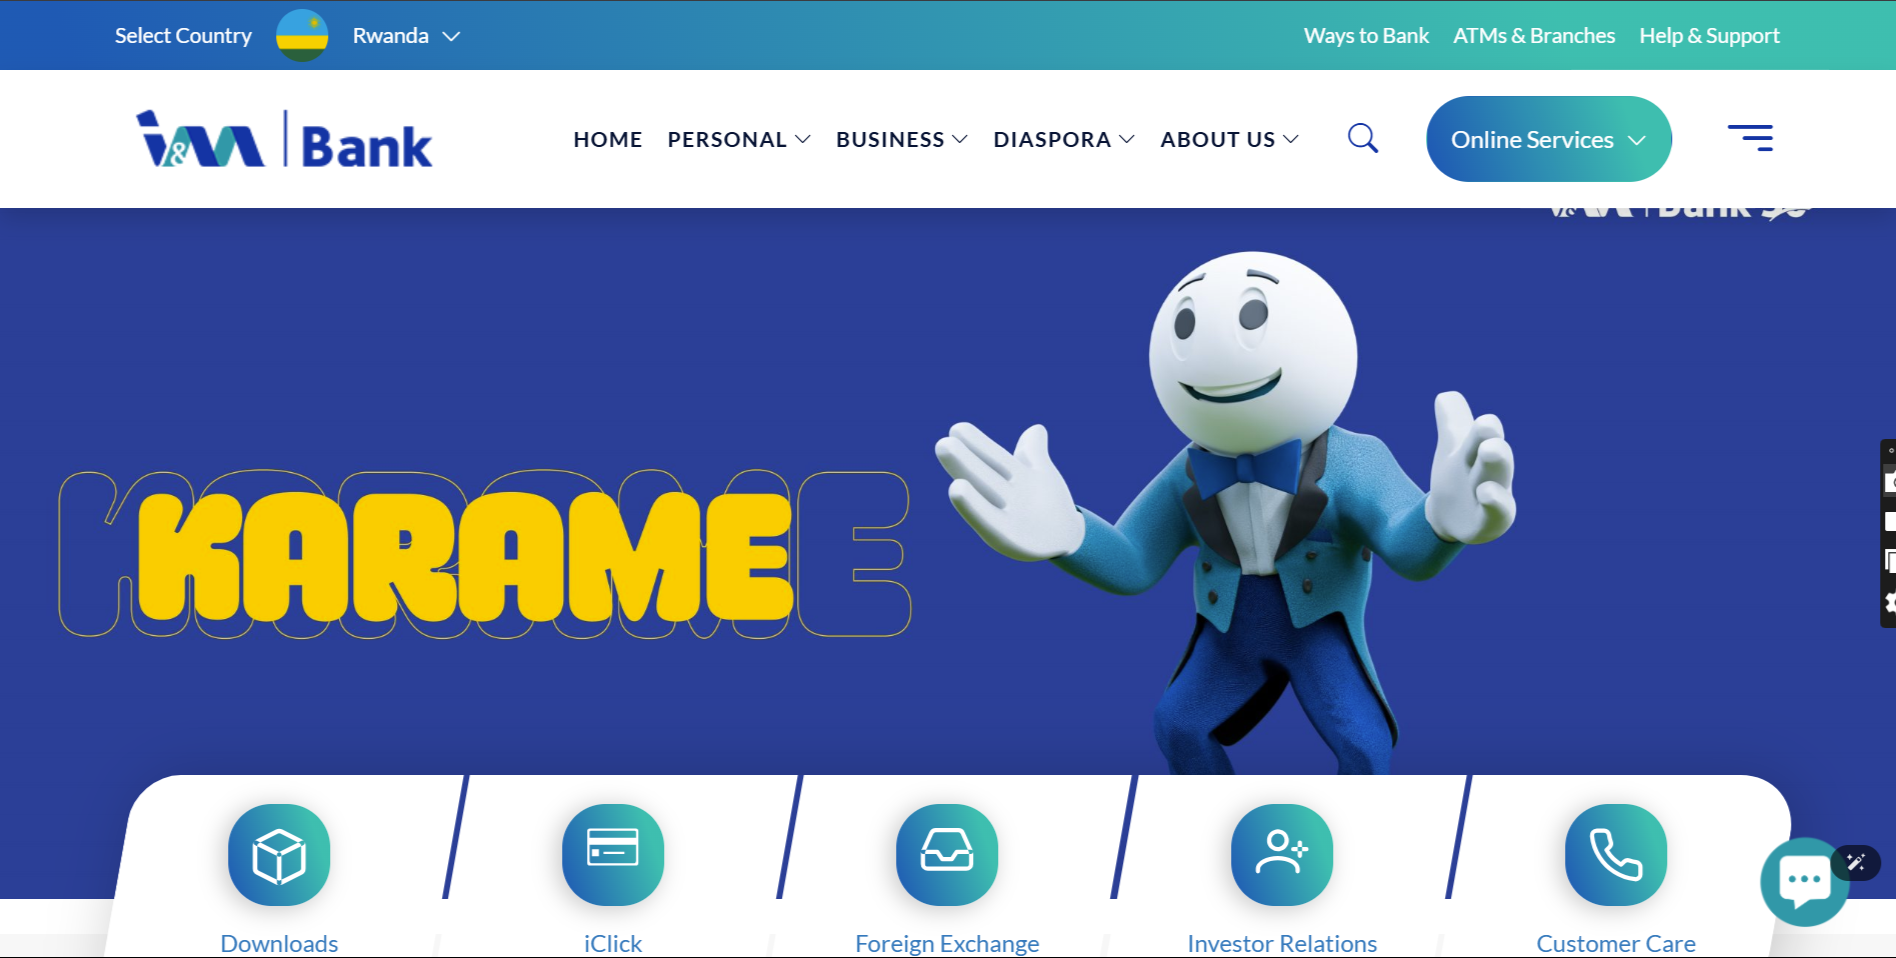 Select Country Rwanda Ways to Bank ATMs & Branches Help & Support
i&m Bank HOME PERSONAL BUSINESS DIASPORA ABOUT US Online Services
KARAME
Downloads iClick Foreign Exchange Investor Relations Customer Care